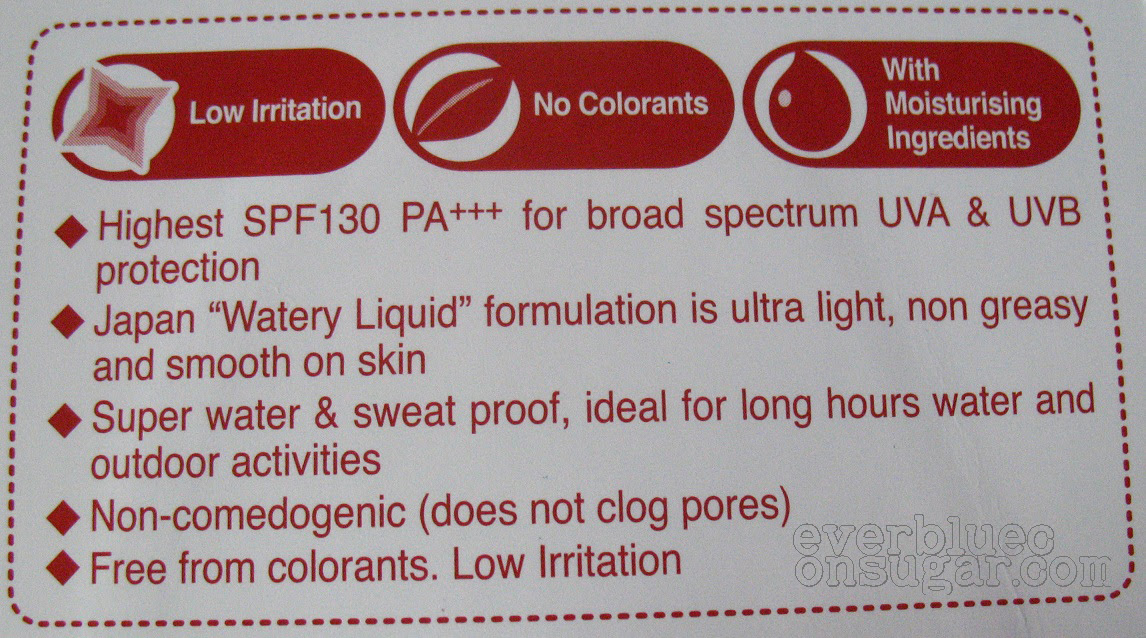 Low Irritation
No Colorants
With
Moisturising
Ingredients
Highest SPF130 PA+++ for broad spectrum UVA & UVB
protection
Japan “Watery Liquid” formulation is ultra light, non greasy
and smooth on skin
Super water & sweat proof, ideal for long hours water and
outdoor activities
Non-comedogenic (does not clog pores)
Free from colorants. Low Irritation
everbluec
onsugar.com